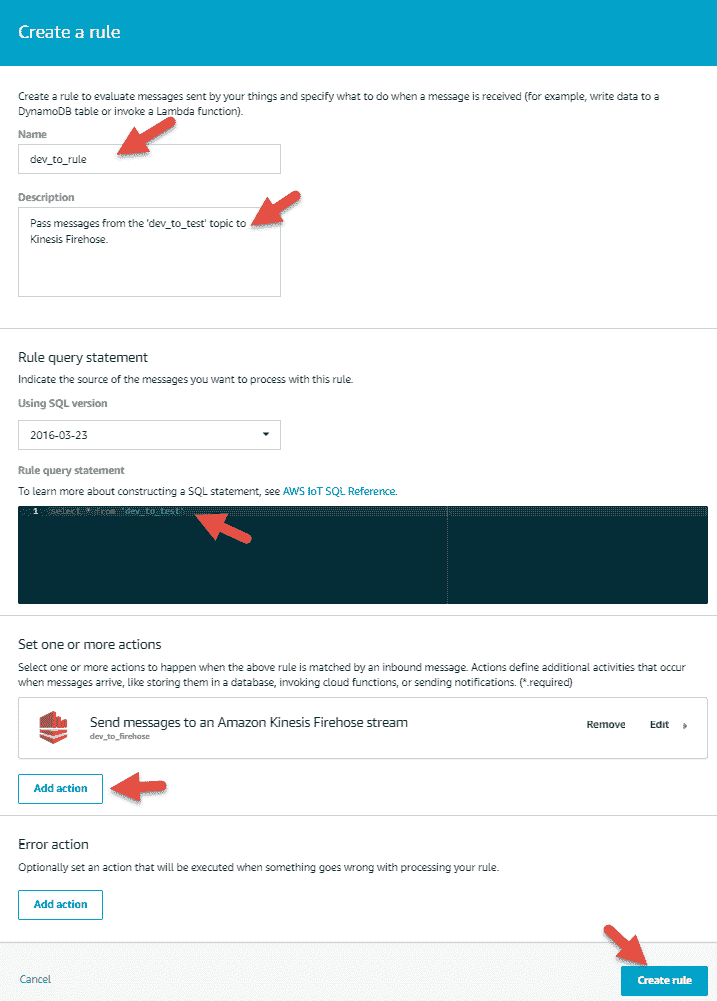 Create a rule
Create a rule to evaluate messages sent by your things and specify what to do when a message is received (for example, write data to a
DynamoDB table or invoke a Lambda function).
Name
dev_to_rule
Description
Pass messages from the 'dev_to_test' topic to
Kinesis Firehose.
Rule query statement
Indicate the source of the messages you want to process with this rule.
Using SQL version
2016-03-23
Rule query statement
To learn more about constructing a SQL statement, see AWS IoT SQL Reference.
1 select * from 'dev_to_test'
Set one or more actions
Select one or more actions to happen when the above rule is matched by an inbound message. Actions define additional activities that occur
when messages arrive, like storing them in a database, invoking cloud functions, or sending notifications. (*.required)
Send messages to an Amazon Kinesis Firehose stream
dev_to_firehose
Remove Edit
Add action
Error action
Optionally set an action that will be executed when something goes wrong with processing your rule.
Add action
Cancel
Create rule